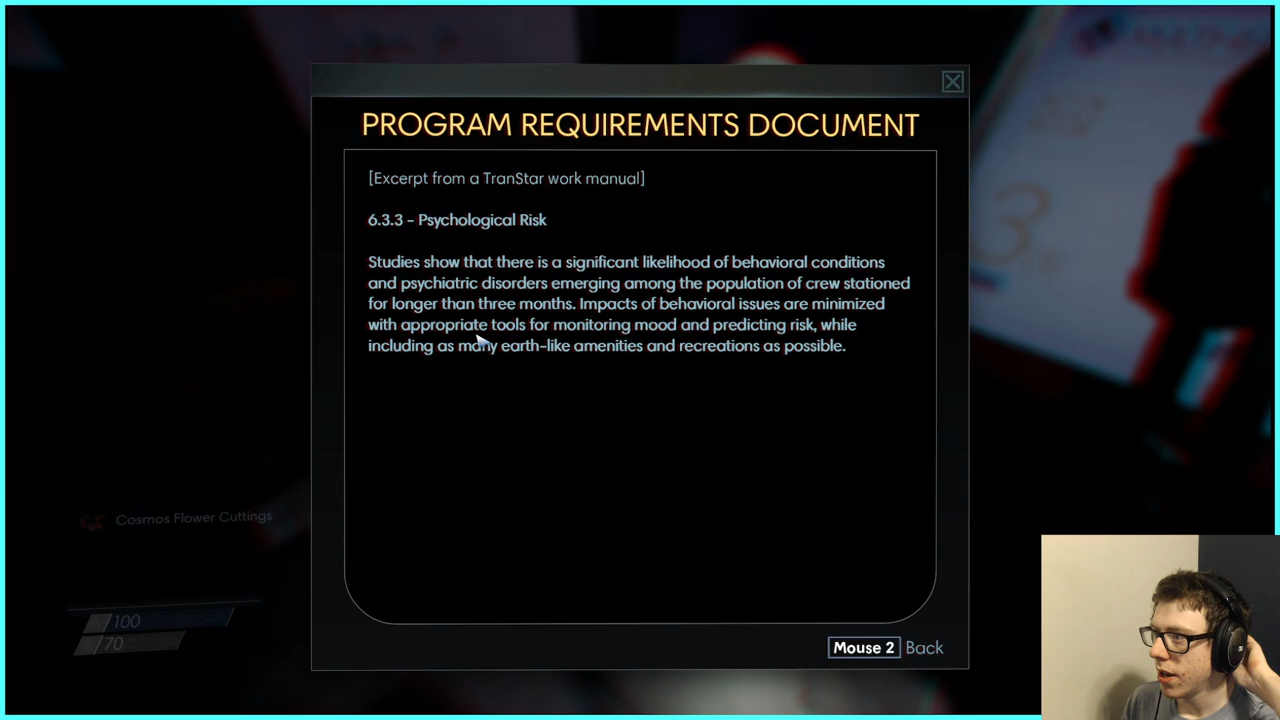 PROGRAM REQUIREMENTS DOCUMENT
[Excerpt from a TranStar work manual]
6.3.3 - Psychological Risk
Studies show that there is a significant likelihood of behavioral conditions
and psychiatric disorders emerging among the population of crew stationed
for longer than three months. Impacts of behavioral issues are minimized
with appropriate tools for monitoring mood and predicting risk, while
including as many earth-like amenities and recreations as possible.
Cosmos Flower Cuttings
100
70
Mouse 2 Back